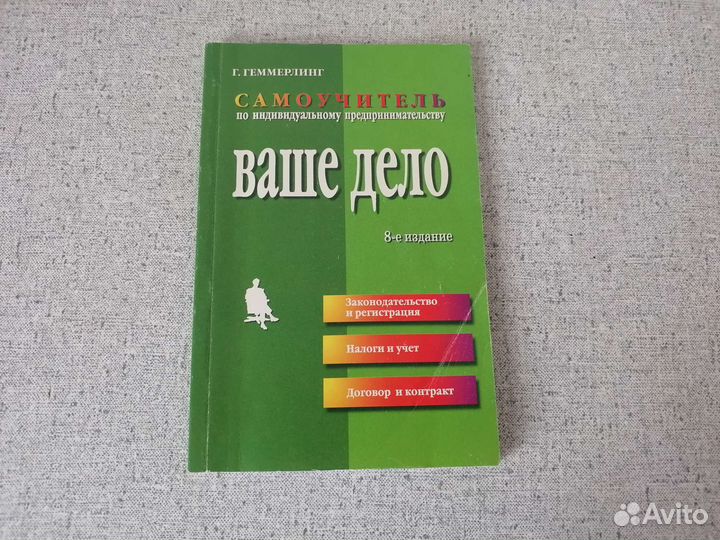 Г. ГЕММЕРЛИНГ
САМОУЧИТЕЛЬ
по индивидуальному предпринимательству
ваше дело
8-е издание
Законодательство
и регистрация
Налоги и учет
Договор и контракт
Avito